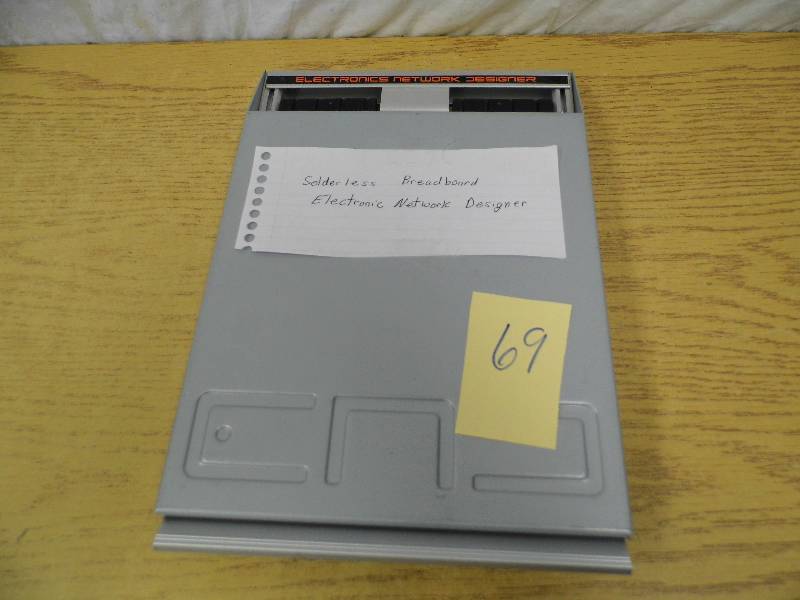 ELECTRONICS NETWORK DESIGNER
Solderless Breadboard
Electronic Network Designer
69
END